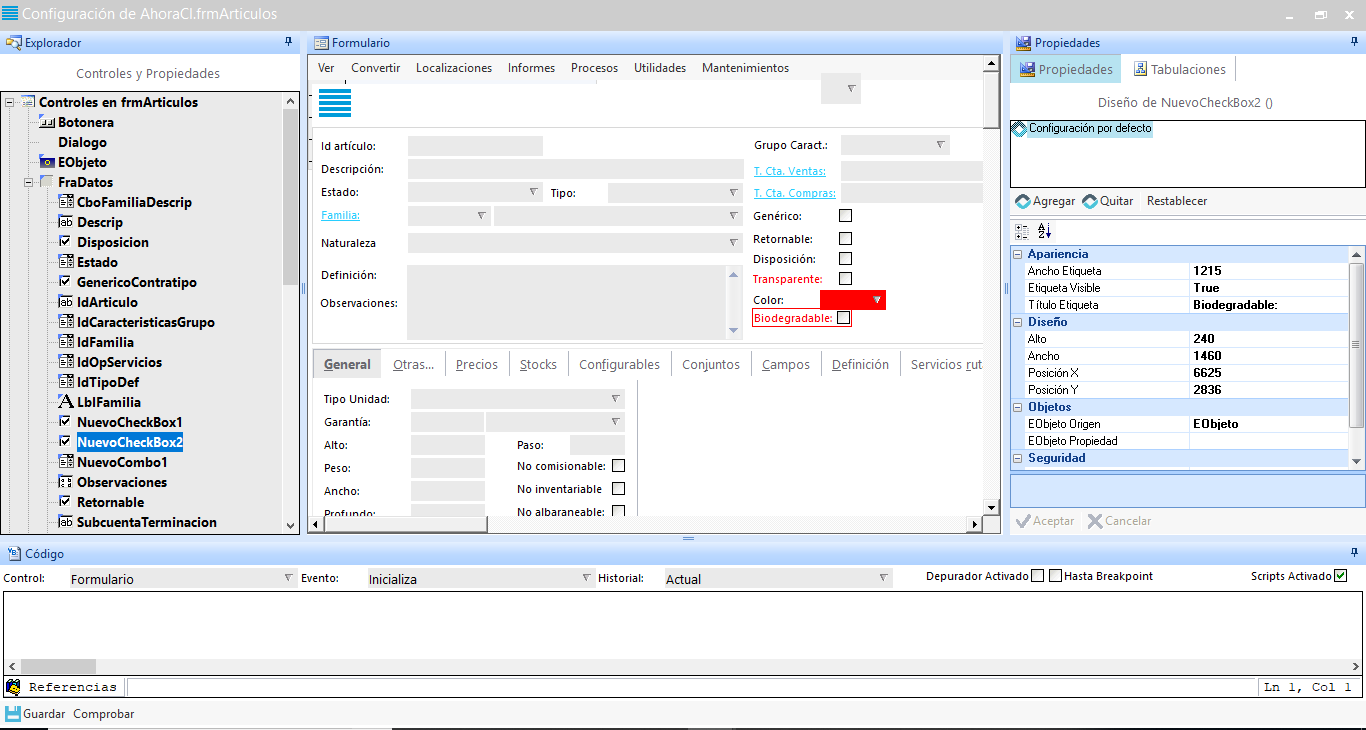 Configuración de AhoraCl.frmArticulos
Explorador
Controles y Propiedades
Controles en frmArticulos
Botonera
Dialogo
EObjeto
FraDatos
CboFamiliaDescrip
Descrip
Disposicion
Estado
GenericoContratipo
IdArticulo
IdCaracteristicasGrupo
IdFamilia
IdOpServicios
IdTipoDef
LblFamilia
NuevoCheckBox1
NuevoCheckBox2
NuevoCombo1
Observaciones
Retornable
SubcuentaTerminacion
Formulario
Ver Convertir Localizaciones Informes Procesos Utilidades Mantenimientos
Id artículo: Grupo Caract.:
Descripción: T. Cta. Ventas:
Estado: Tipo: T. Cta. Compras:
Familia: Genérico:
Naturaleza Retornable:
Disposición:
Definición: Transparente:
Observaciones: Color:
Biodegradable:
General Otras... Precios Stocks Configurables Conjuntos Campos Definición Servicios rut
Tipo Unidad:
Garantía:
Alto: Paso:
Peso: No comisionable:
Ancho: No inventariable
Profundo: No albaraneable:
Propiedades
Propiedades Tabulaciones
Diseño de NuevoCheckBox2 ()
Configuración por defecto
Agregar Quitar Restablecer
Apariencia
Ancho Etiqueta 1215
Etiqueta Visible True
Título Etiqueta Biodegradable:
Diseño
Alto 240
Ancho 1460
Posición X 6625
Posición Y 2836
Objetos
EObjeto Origen EObjeto
EObjeto Propiedad
Seguridad
Aceptar Cancelar
Código
Control: Formulario Evento: Inicializa Historial: Actual Depurador Activado Hasta Breakpoint Scripts Activado
Referencias Ln 1, Col 1
Guardar Comprobar